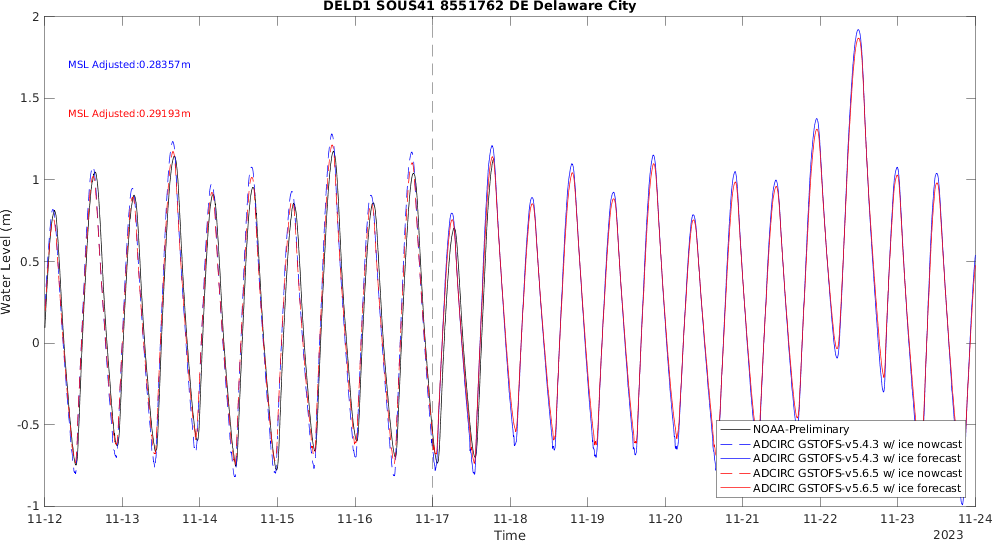 DELD1 SOUS41 8551762 DE Delaware City
MSL Adjusted:0.28357m
MSL Adjusted:0.29193m
Water Level (m)
2
1.5
1
0.5
0
-0.5
-1
NOAA-Preliminary
ADCIRC GSTOFS-v5.4.3 w/ ice nowcast
ADCIRC GSTOFS-v5.4.3 w/ ice forecast
ADCIRC GSTOFS-v5.6.5 w/ ice nowcast
ADCIRC GSTOFS-v5.6.5 w/ ice forecast
11-12 11-13 11-14 11-15 11-16 11-17 11-18 11-19 11-20 11-21 11-22 11-23 11-24
Time
2023